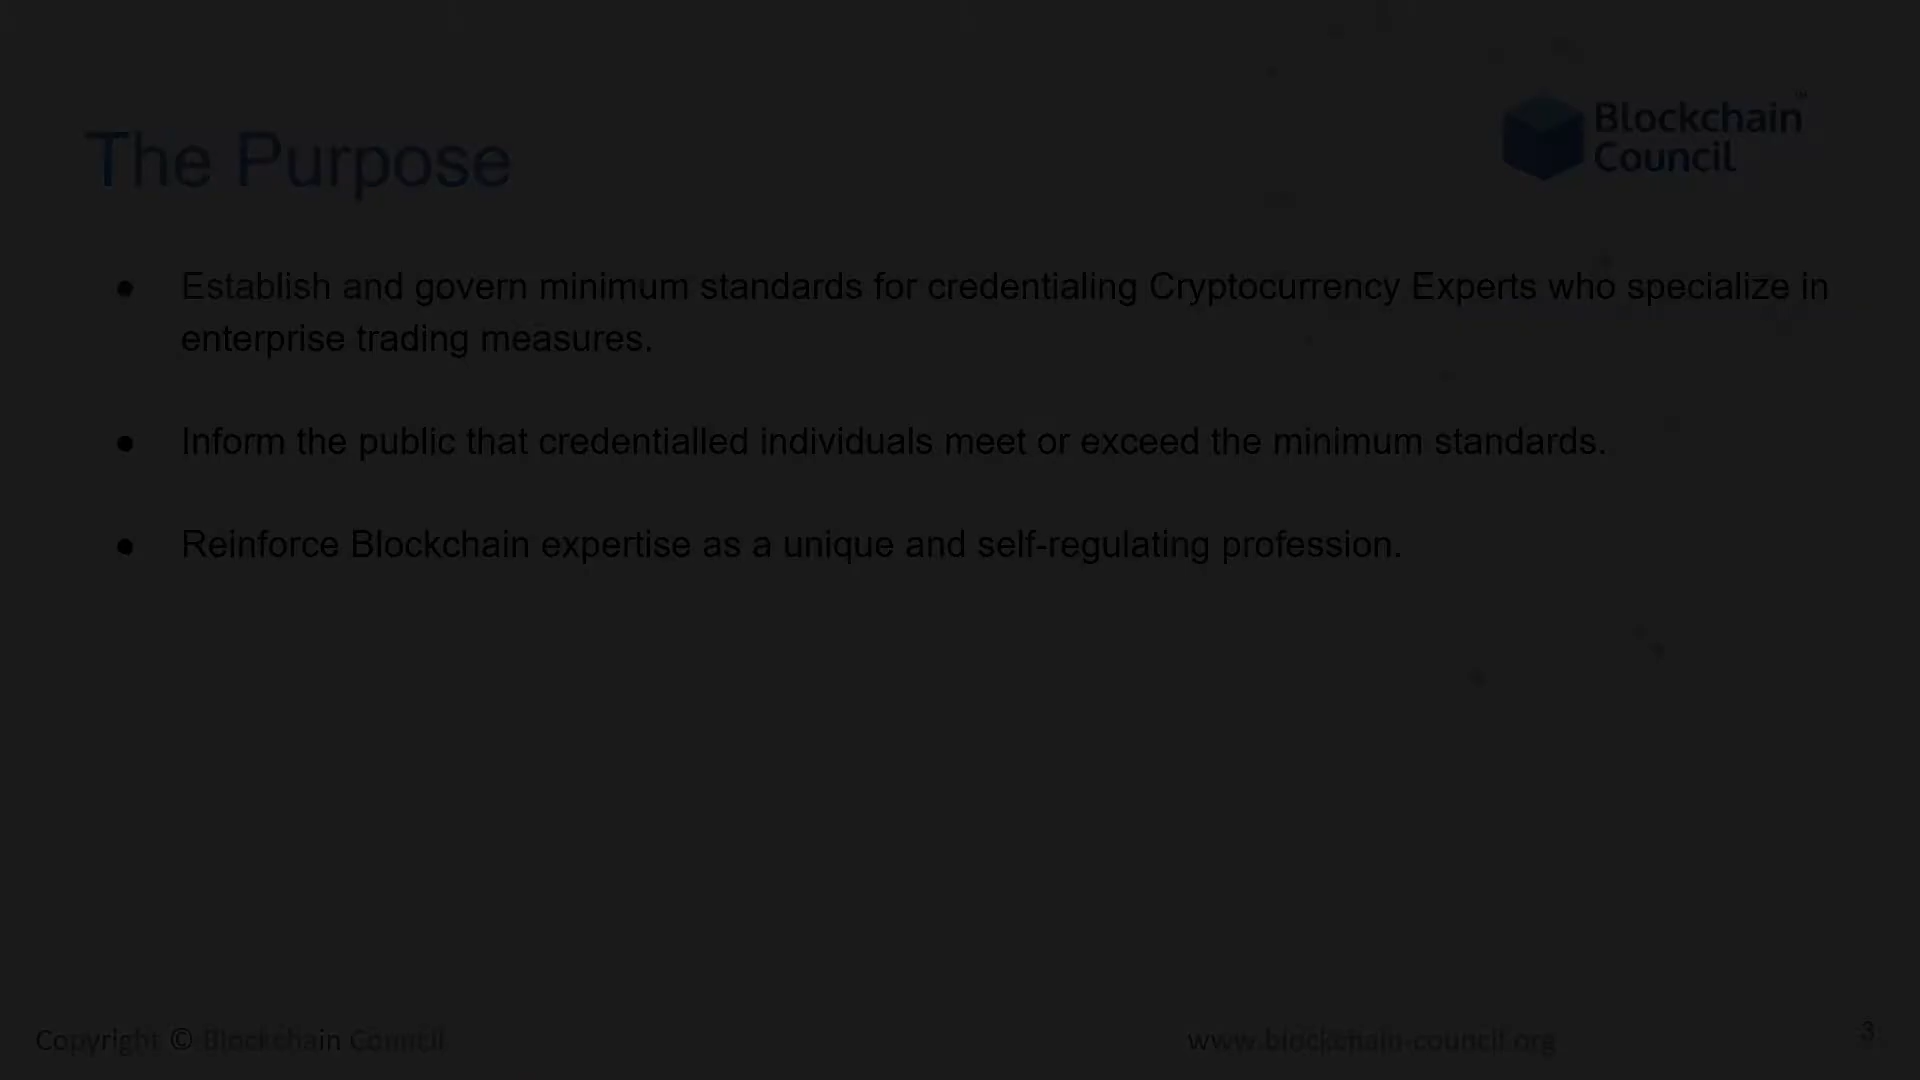 The Purpose
Blockchain
Council
™
● Establish and govern minimum standards for credentialing Cryptocurrency Experts who specialize in
enterprise trading measures.
● Inform the public that credentialled individuals meet or exceed the minimum standards.
● Reinforce Blockchain expertise as a unique and self-regulating profession.
Copyright © Blockchain Council
www.blockchain-council.org
3